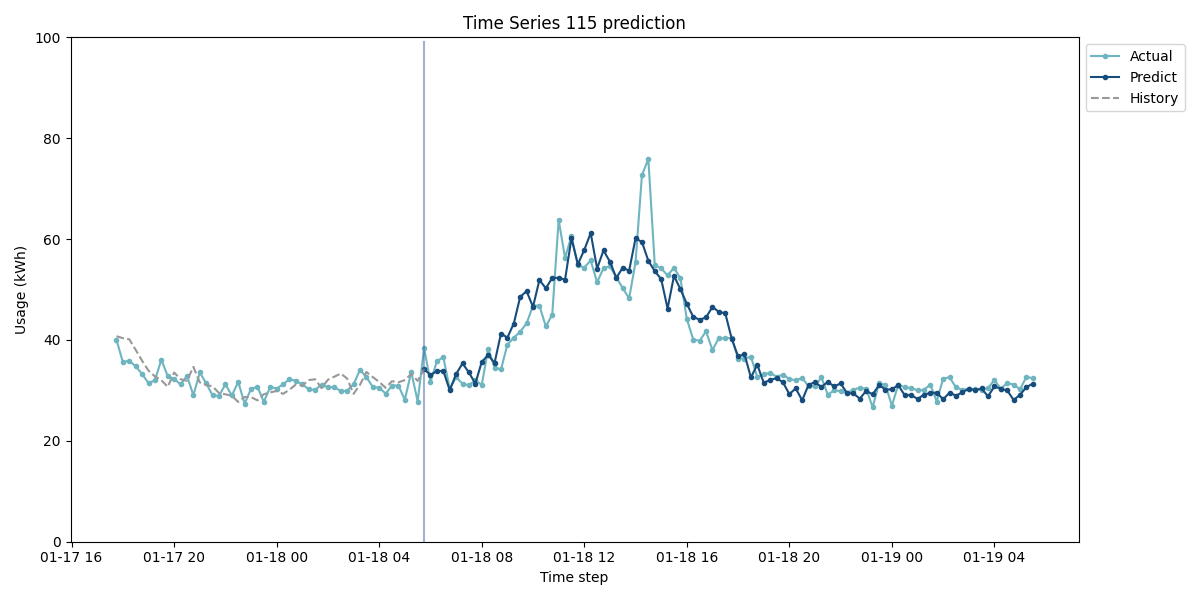 Time Series 115 prediction
Usage (kWh)
100
80
60
40
20
0
01-17 16 01-17 20 01-18 00 01-18 04 01-18 08 01-18 12 01-18 16 01-18 20 01-19 00 01-19 04
Time step
Actual
Predict
History